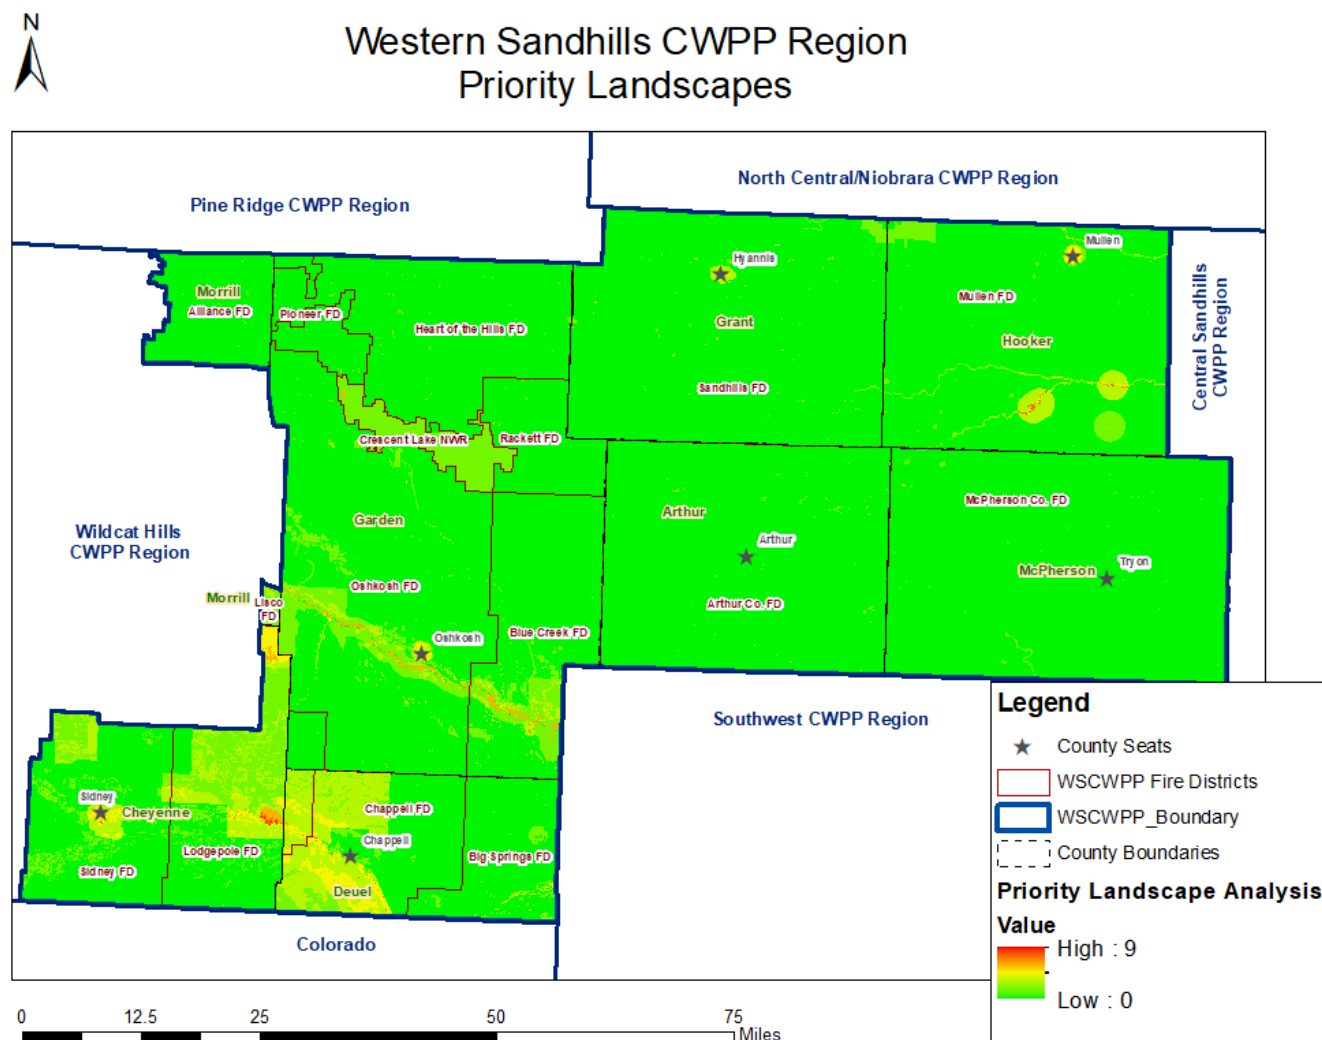 N
Western Sandhills CWPP Region
Priority Landscapes
North Central/Niobrara CWPP Region
Pine Ridge CWPP Region
Mullen
Hyannis
Central Sandhills
CWPP Region
Morrill
Alliance FD
Pioneer FD
Heart of the Hills FD
Mullen FD
Grant
Hooker
Sandhills FD
Crescent Lake NWR
Rackett FD
McPherson Co. FD
Garden
Arthur
Wildcat Hills
CWPP Region
Arthur
Tryon
McPherson
Oshkosh FD
Morrill
Lisco
FD
Arthur Co. FD
Oshkosh
Blue Creek FD
Southwest CWPP Region
Sidney
Cheyenne
Chappell FD
Chappell
Lodgepole FD
Big Springs FD
Sidney FD
Deuel
Colorado
Legend
County Seats
WSCWPP Fire Districts
WSCWPP_Boundary
County Boundaries
Priority Landscape Analysis
Value
High : 9
Low : 0
0 12.5 25 50 75
Miles